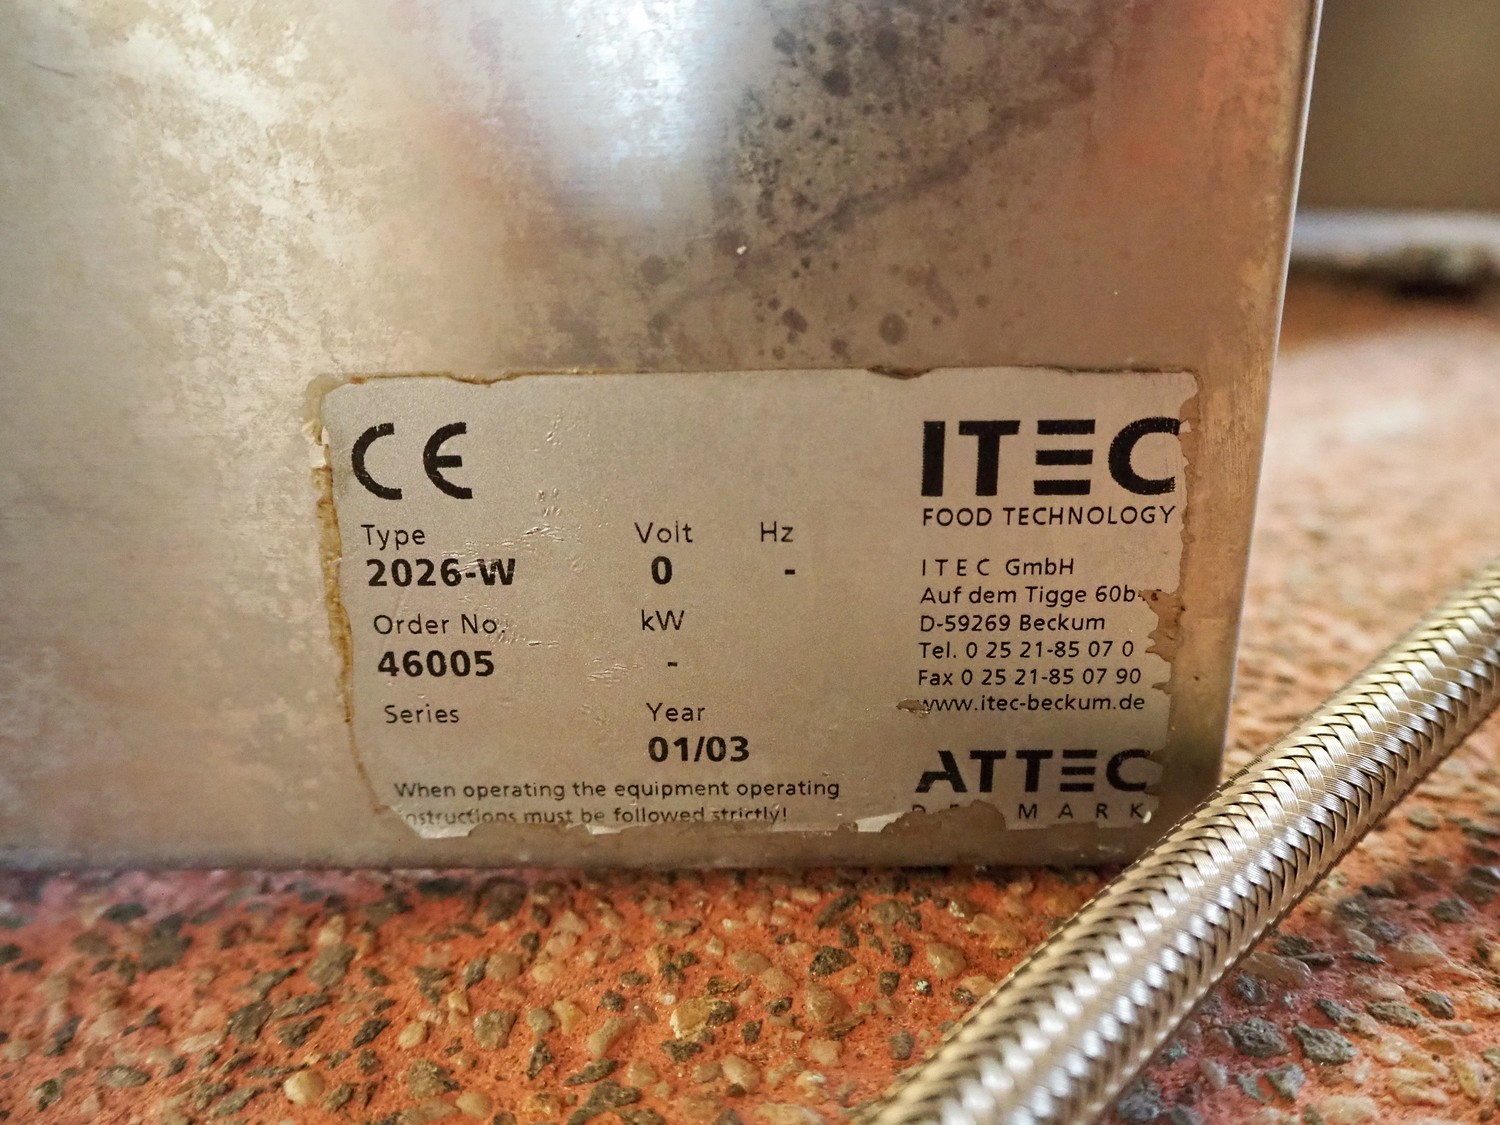 CE
Type Volt Hz
2026-W 0 -
Order No. kW
46005 -
Series Year
01/03
When operating the equipment operating
instructions must be followed strictly!
ITEC
FOOD TECHNOLOGY
ITEC GmbH
Auf dem Tigge 60b-
D-59269 Beckum
Tel. 0 25 21-85 07 0
Fax 0 25 21-85 07 90
www.itec-beckum.de
ATTEC
DENMARK